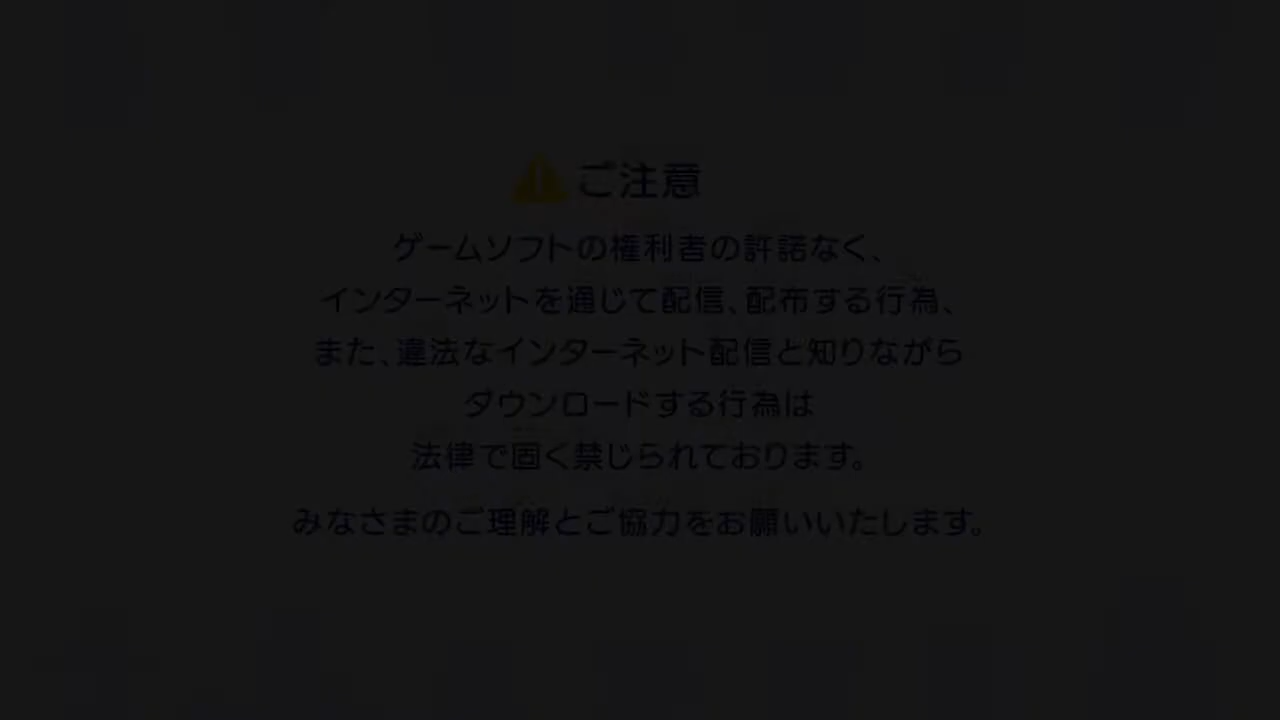 ご注意
ゲームソフトの権利者の許諾なく、
インターネットを通じて配信、配布する行為、
また、違法なインターネット配信と知りながら
ダウンロードする行為は
法律で固く禁じられております。
みなさまのご理解とご協力をお願いいたします。